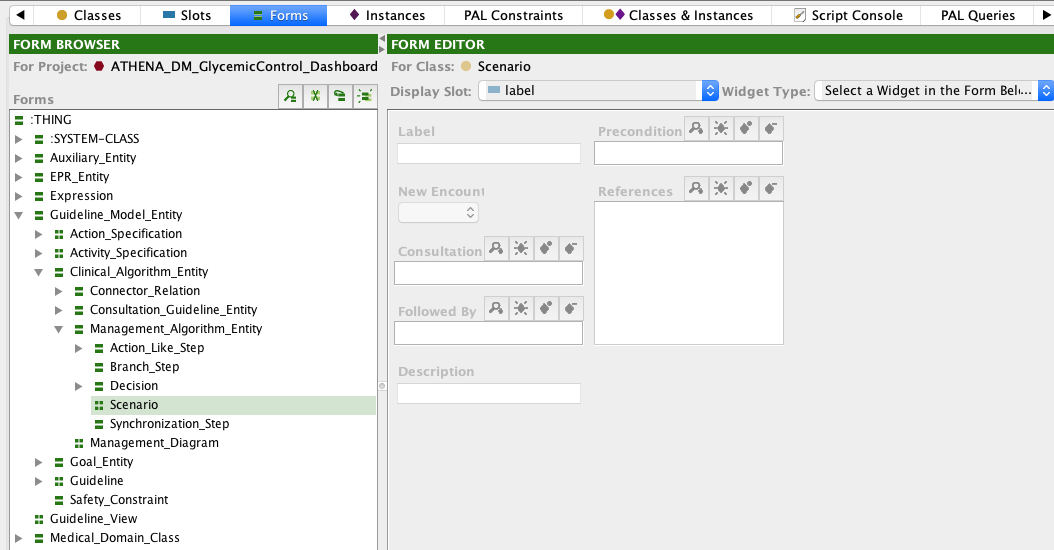 Classes
Slots
Forms
Instances
PAL Constraints
Classes & Instances
Script Console
PAL Queries
FORM BROWSER
For Project: ATHENA_DM_GlycemicControl_Dashboard
Forms
:THING
:SYSTEM-CLASS
Auxiliary_Entity
EPR_Entity
Expression
Guideline_Model_Entity
Action_Specification
Activity_Specification
Clinical_Algorithm_Entity
Connector_Relation
Consultation_Guideline_Entity
Management_Algorithm_Entity
Action_Like_Step
Branch_Step
Decision
Scenario
Synchronization_Step
Management_Diagram
Goal_Entity
Guideline
Safety_Constraint
Guideline_View
Medical_Domain_Class
FORM EDITOR
For Class: Scenario
Display Slot: label
Widget Type: Select a Widget in the Form Bel...
Label
Precondition
New Encount
References
Consultation
Followed By
Description